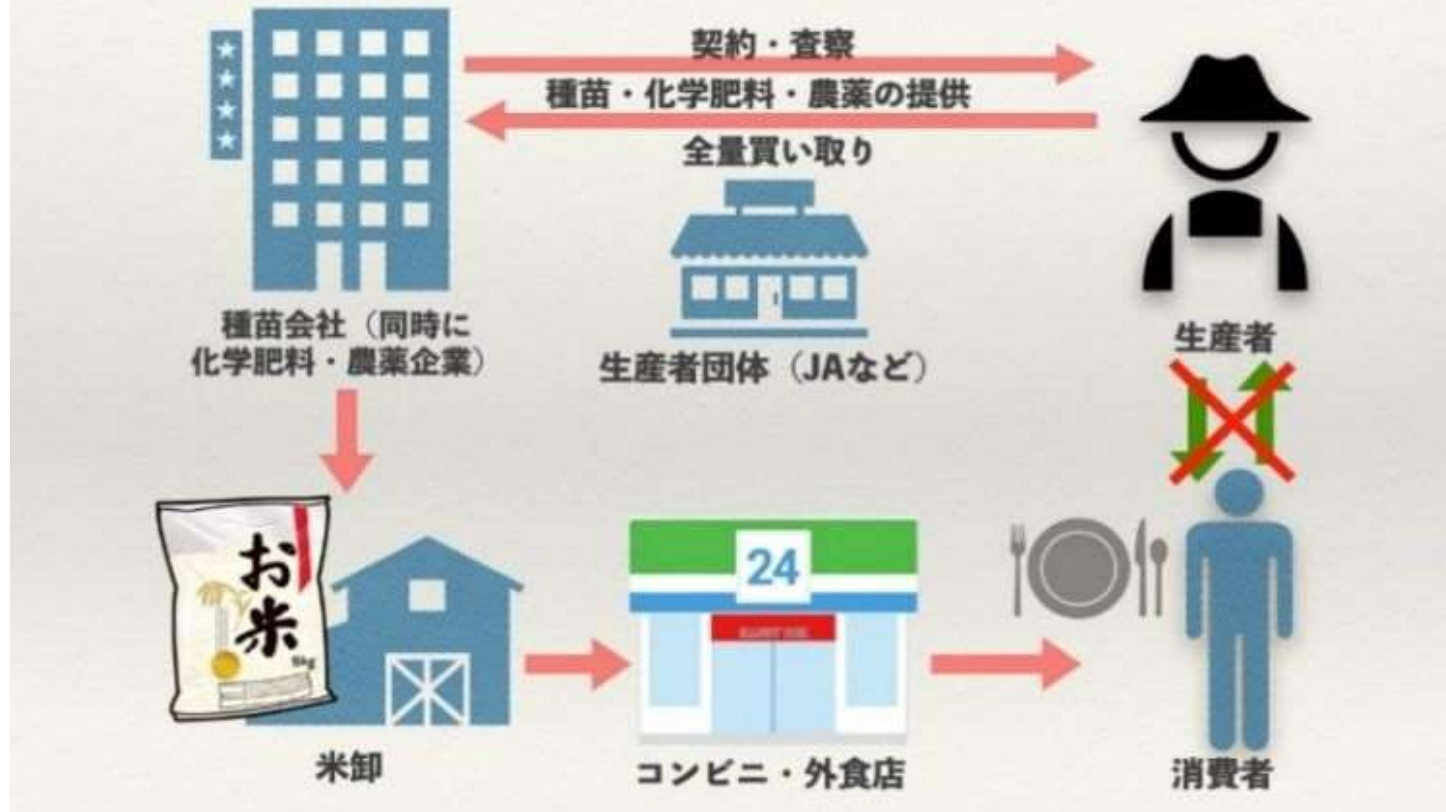 契約・査察
種苗・化学肥料・農薬の提供
全量買い取り
種苗会社（同時に
化学肥料・農薬企業）
生産者団体（JAなど）
生産者
お米
5kg
24
米卸
コンビニ・外食店
消費者